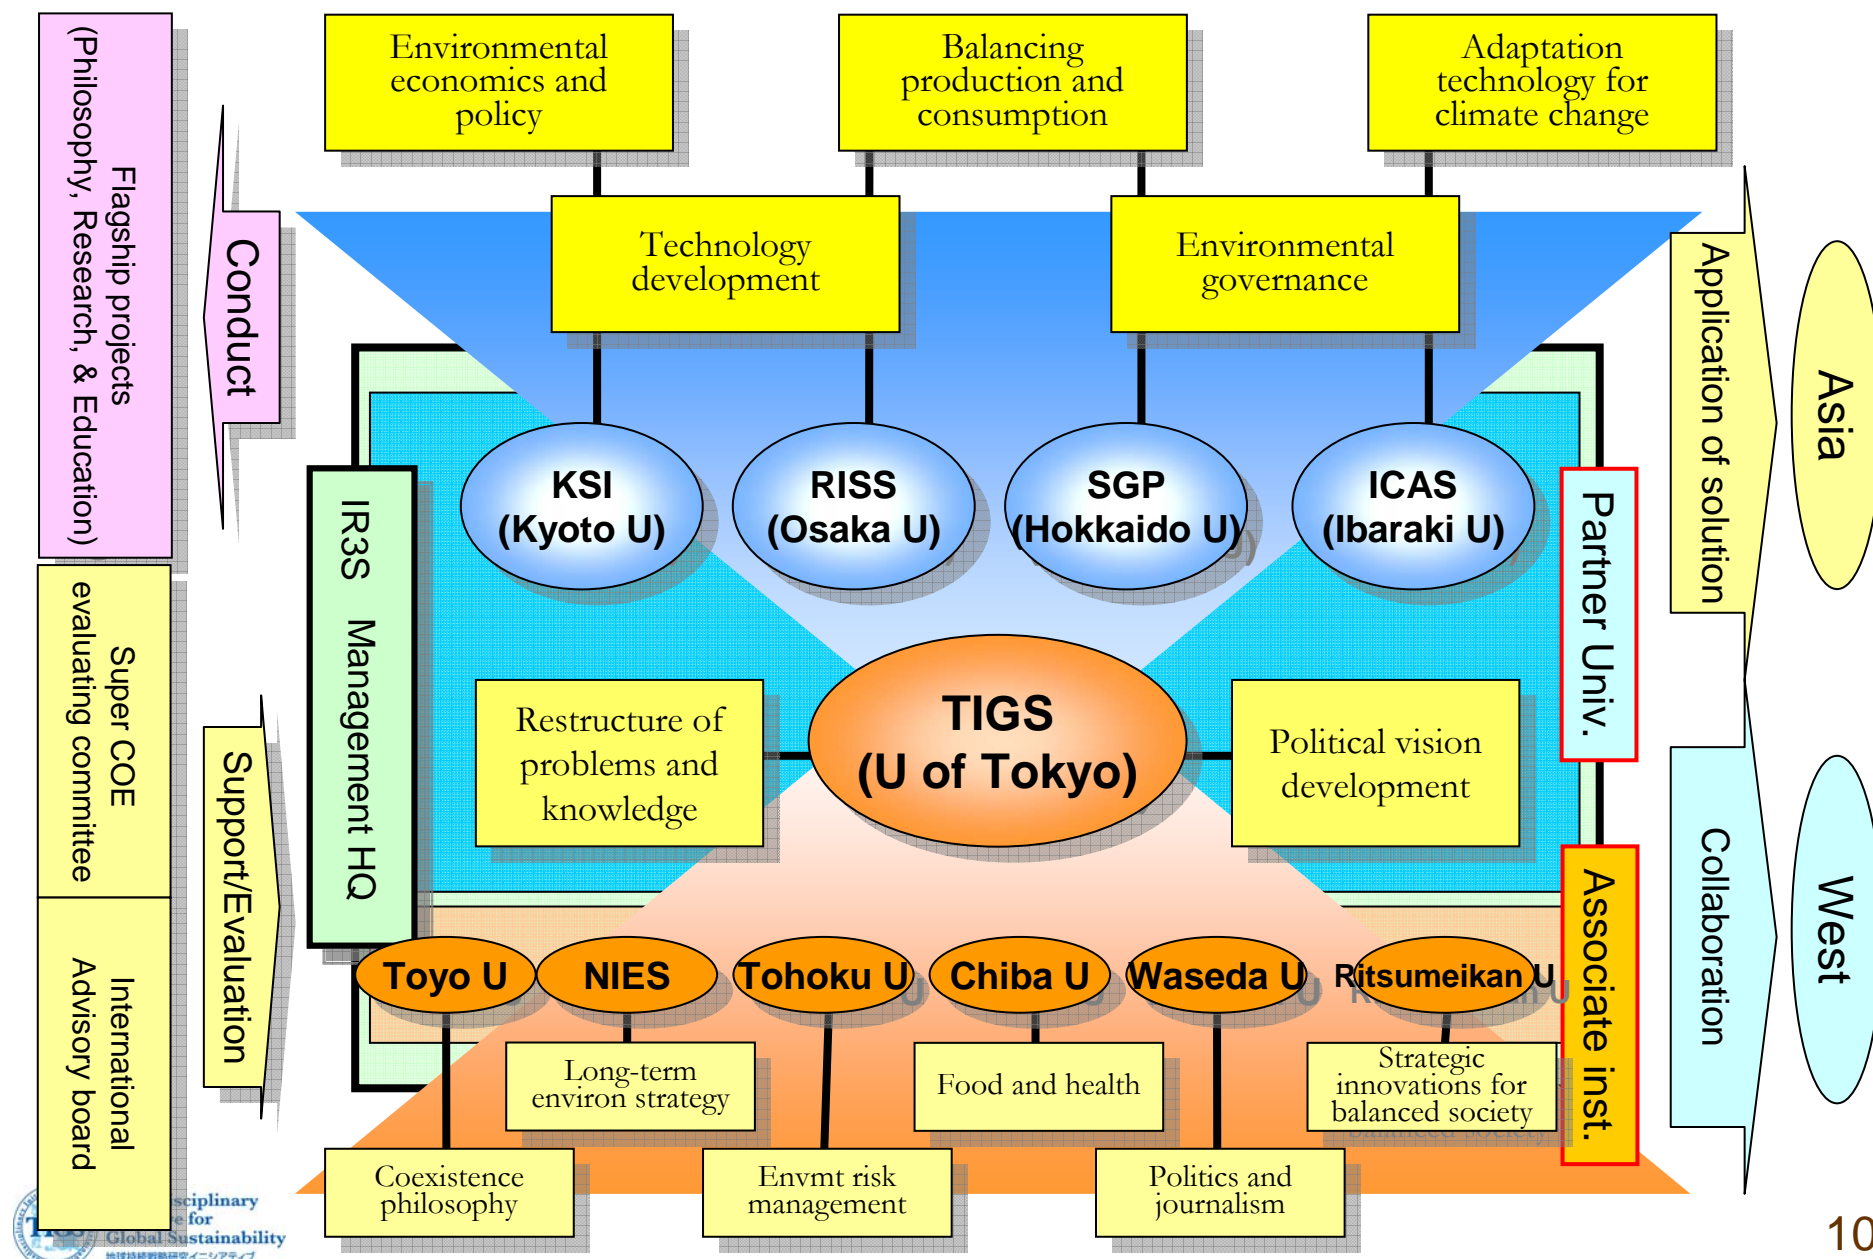 Environmental
economics and
policy
Balancing
production and
consumption
Adaptation
technology for
climate change
Technology
development
Environmental
governance
Flagship projects
(Philosophy, Research, & Education)
Conduct
Super COE
evaluating committee
International
Advisory board
Support/Evaluation
IR3S Management HQ
KSI
(Kyoto U)
RISS
(Osaka U)
SGP
(Hokkaido U)
ICAS
(Ibaraki U)
Partner Univ.
Application of solution
Asia
Restructure of
problems and
knowledge
TIGS
(U of Tokyo)
Political vision
development
Associate inst.
Collaboration
West
Toyo U
NIES
Tohoku U
Chiba U
Waseda U
Ritsumeikan U
Long-term
environ strategy
Food and health
Strategic
innovations for
balanced society
Coexistence
philosophy
Envmt risk
management
Politics and
journalism
for
Global Sustainability
10